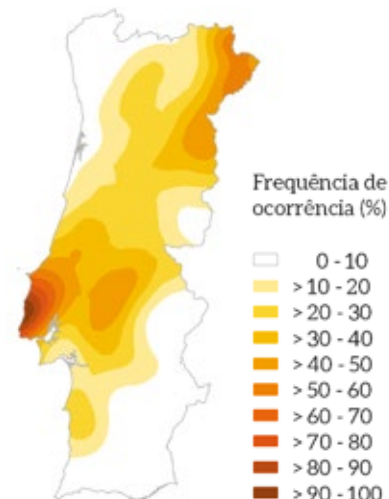 Frequência de
ocorrência (%)
0 - 10
> 10 - 20
> 20 - 30
> 30 - 40
> 40 - 50
> 50 - 60
> 60 - 70
> 70 - 80
> 80 - 90
> 90 - 100